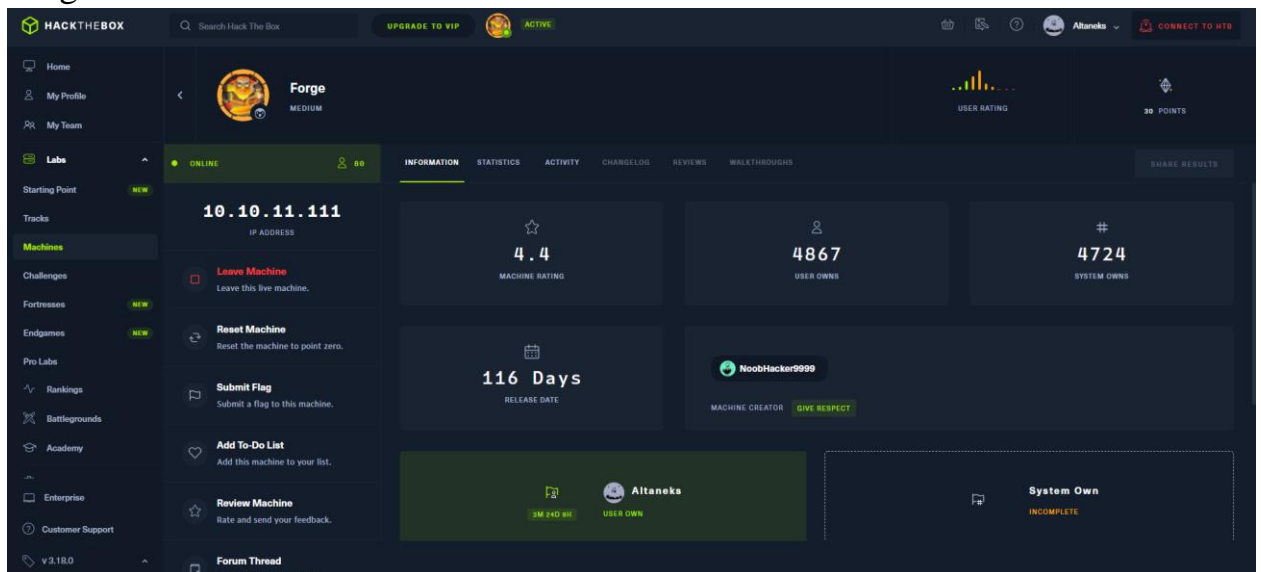 HACKTHEBOX
Search Hack The Box
UPGRADE TO VIP
ACTIVE
Altaneks
CONNECT TO HTB
Home
My Profile
My Team
Labs
Starting Point NEW
Tracks
Machines
Challenges
Fortresses NEW
Endgames NEW
Pro Labs
Rankings
Battlegrounds
Academy
Enterprise
Customer Support
v 3.18.0
Forge
MEDIUM
USER RATING
30 POINTS
ONLINE
80
10.10.11.111
IP ADDRESS
Leave Machine
Leave this live machine.
Reset Machine
Reset the machine to point zero.
Submit Flag
Submit a flag to this machine.
Add To-Do List
Add this machine to your list.
Review Machine
Rate and send your feedback.
Forum Thread
INFORMATION STATISTICS ACTIVITY CHANGELOG REVIEWS WALKTHROUGHS
SHARE RESULTS
4.4
MACHINE RATING
4867
USER OWNS
4724
SYSTEM OWNS
116 Days
RELEASE DATE
NoobHacker9999
MACHINE CREATOR GIVE RESPECT
Altaneks
3M 24D 9H USER OWN
System Own
INCOMPLETE